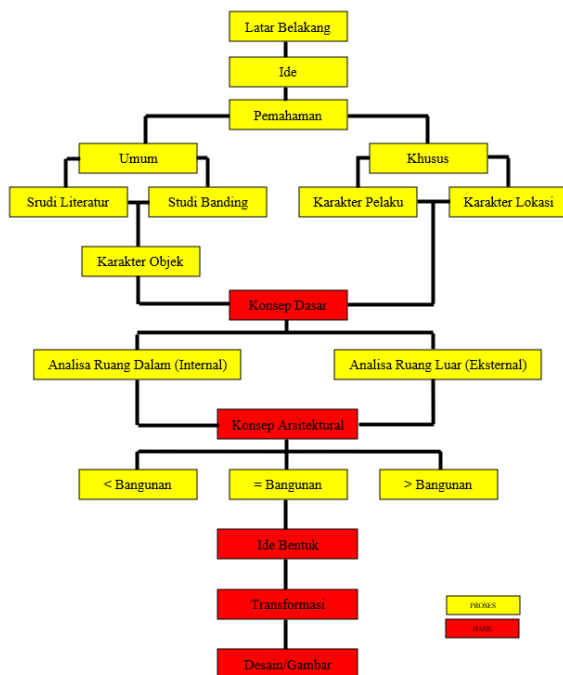 Latar Belakang
Ide
Pemahaman
Umum
Khusus
Srudi Literatur
Studi Banding
Karakter Pelaku
Karakter Lokasi
Karakter Objek
Konsep Dasar
Analisa Ruang Dalam (Internal)
Analisa Ruang Luar (Eksternal)
Konsep Arsitektural
< Bangunan
= Bangunan
> Bangunan
Ide Bentuk
Transformasi
Desain/Gambar
PROSES
HASIL